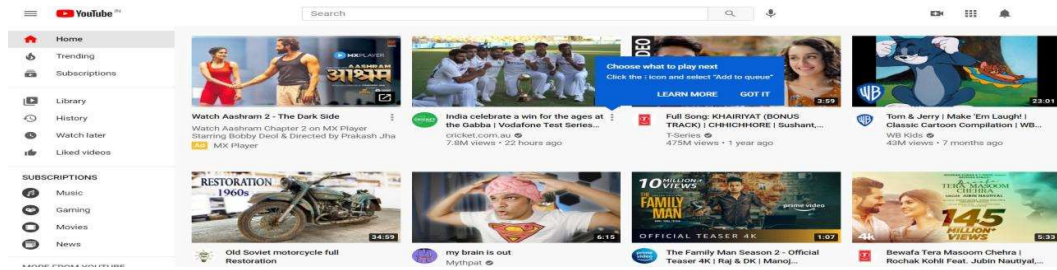 YouTube IN
Search
Home
Trending
Subscriptions
Library
History
Watch later
Liked videos
SUBSCRIPTIONS
Music
Gaming
Movies
News
MORE FROM YOUTUBE
MXPLAYER
AASHRAM
आश्रम
Watch Aashram 2 - The Dark Side
Watch Aashram Chapter 2 on MX Player
Starring Bobby Deol & Directed by Prakash Jha
Ad MX Player
India celebrate a win for the ages at
the Gabba | Vodafone Test Series...
cricket.com.au
7.8M views • 22 hours ago
Choose what to play next
Click the ⋮ icon and select "Add to queue"
LEARN MORE GOT IT
DEO
3:59
Full Song: KHAIRIYAT (BONUS
TRACK) | CHHICHHORE | Sushant,...
T-Series
475M views • 1 year ago
WB
23:01
Tom & Jerry | Make 'Em Laugh! |
Classic Cartoon Compilation | WB...
WB Kids
43M views • 7 months ago
RESTORATION
1960s
34:59
Old Soviet motorcycle full
Restoration
6:15
my brain is out
Mythpat
10 MILLION+
VIEWS
THE
FAMILY
MAN
prime video
OFFICIAL TEASER 4K
1:07
The Family Man Season 2 - Official
Teaser 4K | Raj & DK | Manoj...
TERA MASOOM
CHEHRA
145
MILLION+
VIEWS
4k
5:33
Bewafa Tera Masoom Chehra |
Rochak Kohli Feat. Jubin Nautiyal,...